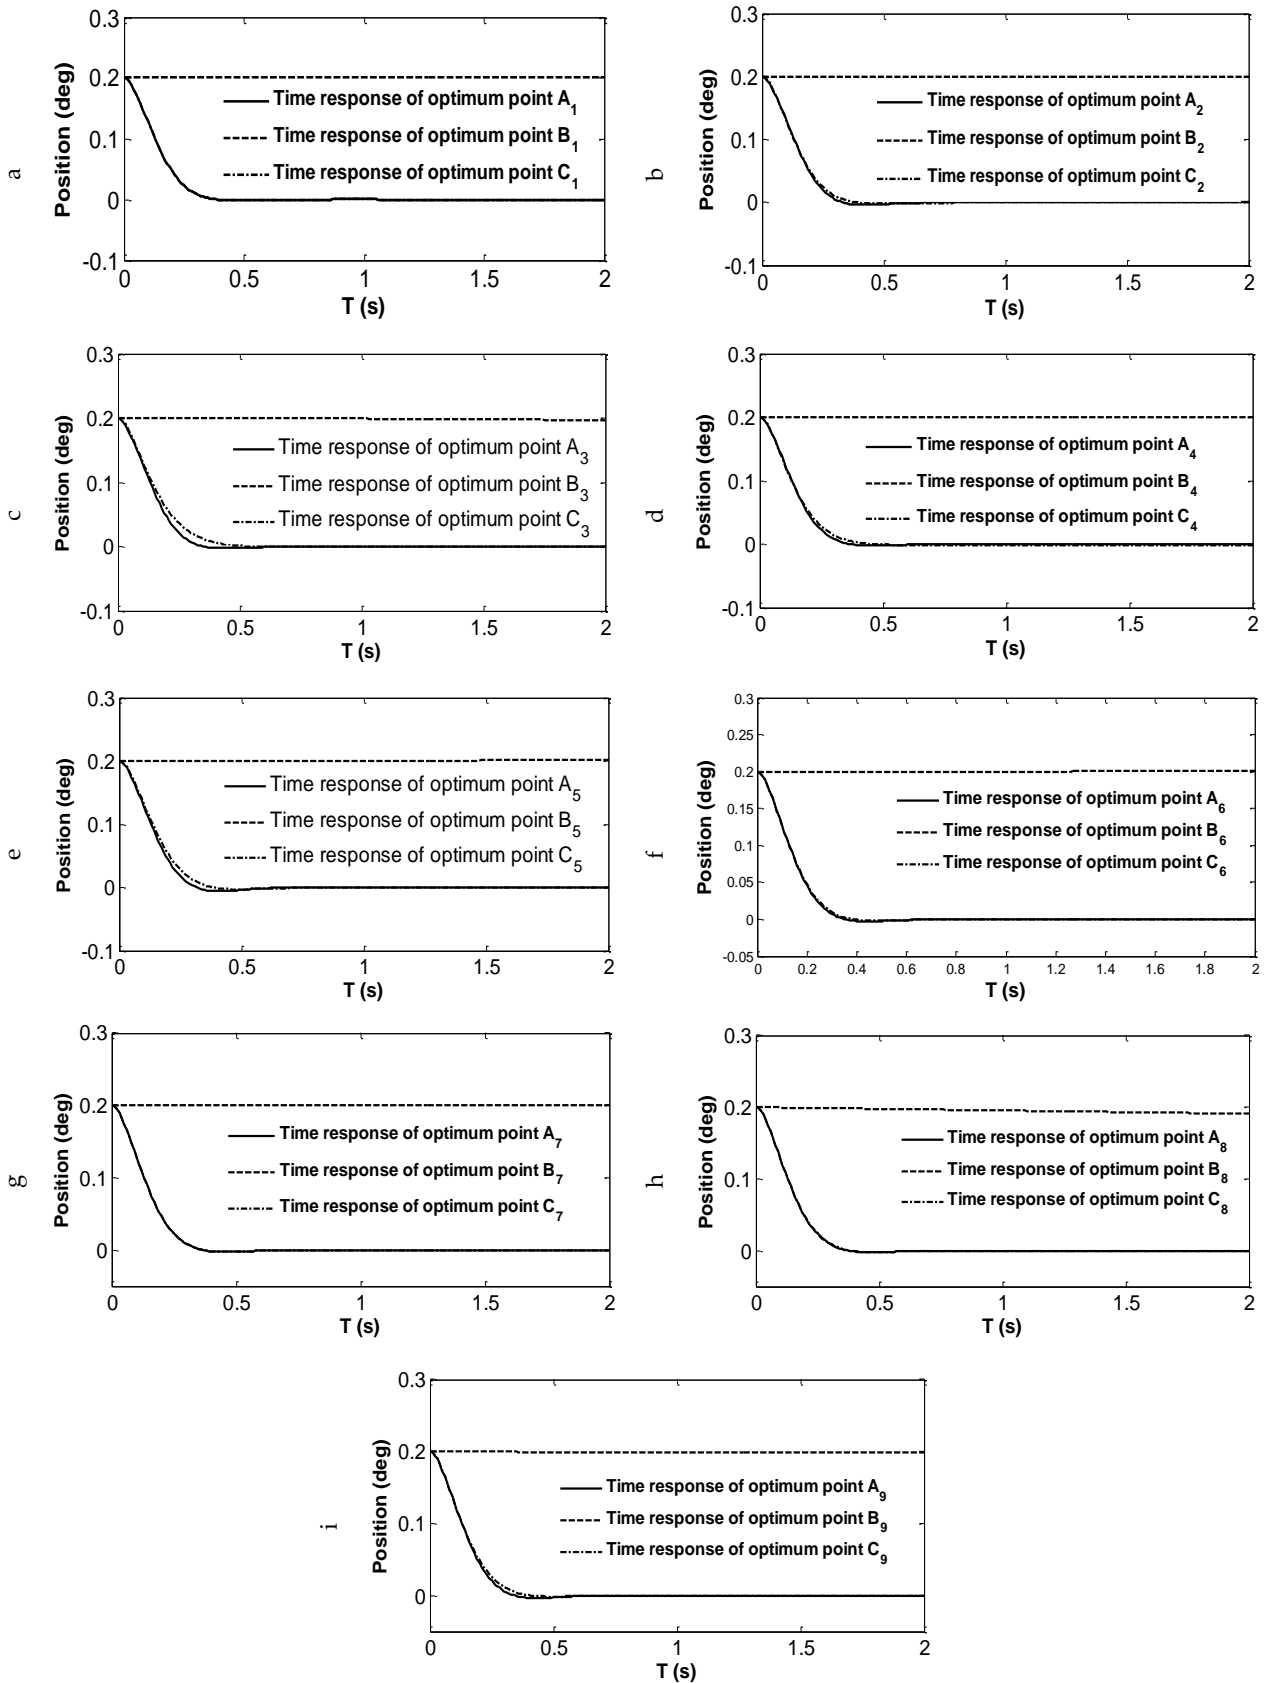 a
Position (deg)
0.3
0.2
0.1
0
-0.1
Time response of optimum point A1
Time response of optimum point B1
Time response of optimum point C1
0 0.5 1 1.5 2
T (s)
b
Position (deg)
0.3
0.2
0.1
0
-0.1
Time response of optimum point A2
Time response of optimum point B2
Time response of optimum point C2
0 0.5 1 1.5 2
T (s)
c
Position (deg)
0.3
0.2
0.1
0
-0.1
Time response of optimum point A3
Time response of optimum point B3
Time response of optimum point C3
0 0.5 1 1.5 2
T (s)
d
Position (deg)
0.3
0.2
0.1
0
-0.1
Time response of optimum point A4
Time response of optimum point B4
Time response of optimum point C4
0 0.5 1 1.5 2
T (s)
e
Position (deg)
0.3
0.2
0.1
0
-0.1
Time response of optimum point A5
Time response of optimum point B5
Time response of optimum point C5
0 0.5 1 1.5 2
T (s)
f
Position (deg)
0.3
0.25
0.2
0.15
0.1
0.05
0
-0.05
Time response of optimum point A6
Time response of optimum point B6
Time response of optimum point C6
0 0.2 0.4 0.6 0.8 1 1.2 1.4 1.6 1.8 2
T (s)
g
Position (deg)
0.3
0.2
0.1
0
Time response of optimum point A7
Time response of optimum point B7
Time response of optimum point C7
0 0.5 1 1.5 2
T (s)
h
Position (deg)
0.3
0.2
0.1
0
Time response of optimum point A8
Time response of optimum point B8
Time response of optimum point C8
0 0.5 1 1.5 2
T (s)
i
Position (deg)
0.3
0.2
0.1
0
Time response of optimum point A9
Time response of optimum point B9
Time response of optimum point C9
0 0.5 1 1.5 2
T (s)